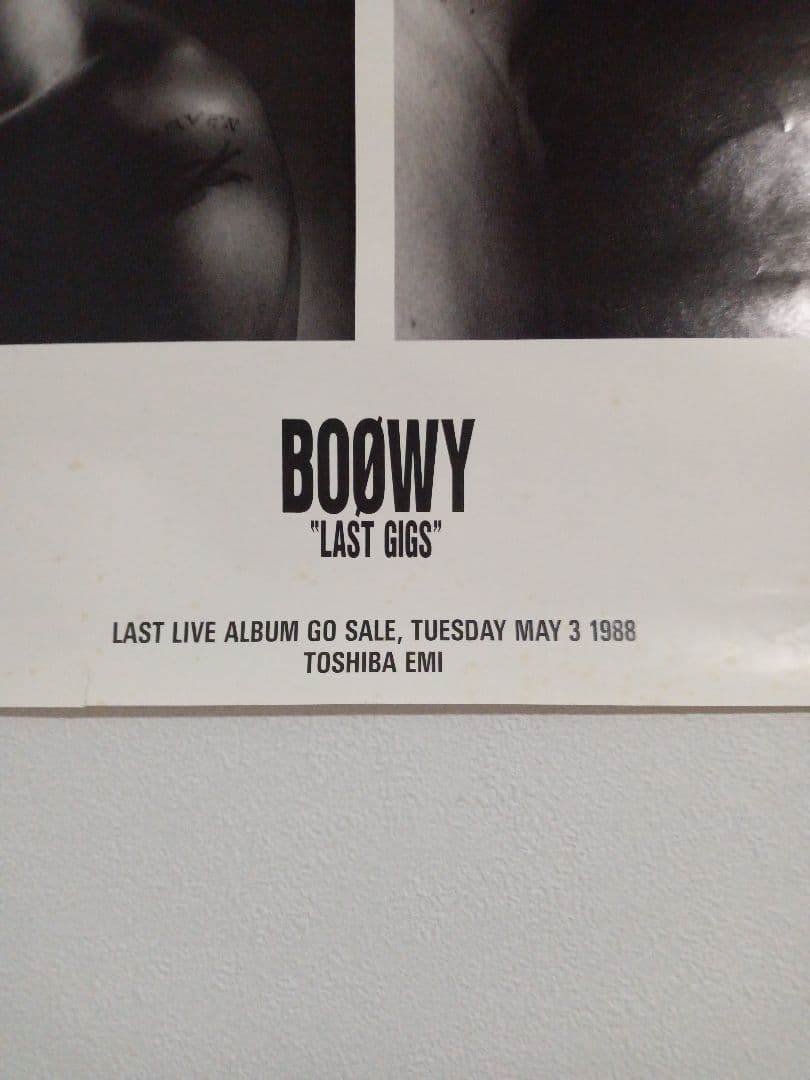 BOØWY
"LAST GIGS"
LAST LIVE ALBUM GO SALE, TUESDAY MAY 3 1988
TOSHIBA EMI